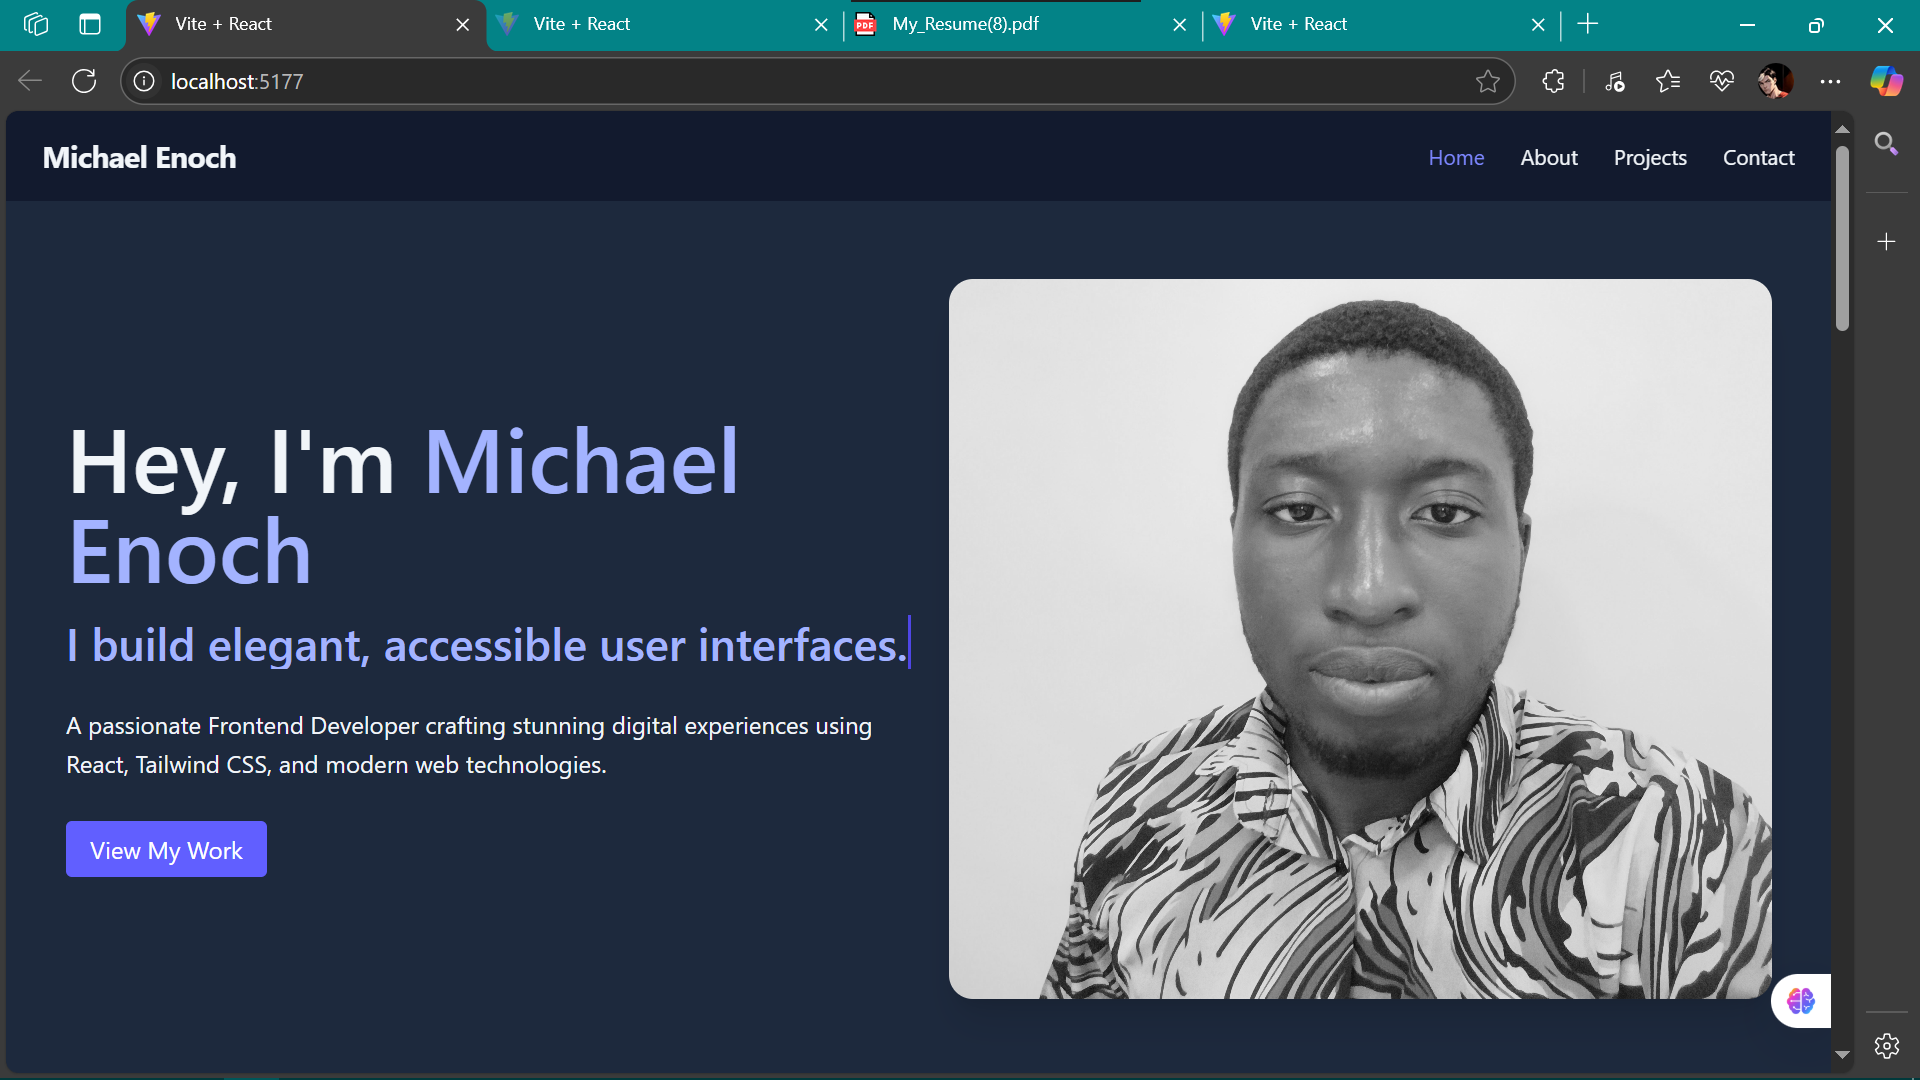 Vite + React
Vite + React
PDF
My_Resume(8).pdf
Vite + React
localhost:5177
Michael Enoch
Home
About
Projects
Contact
Hey, I'm Michael
Enoch
I build elegant, accessible user interfaces.
A passionate Frontend Developer crafting stunning digital experiences using
React, Tailwind CSS, and modern web technologies.
View My Work